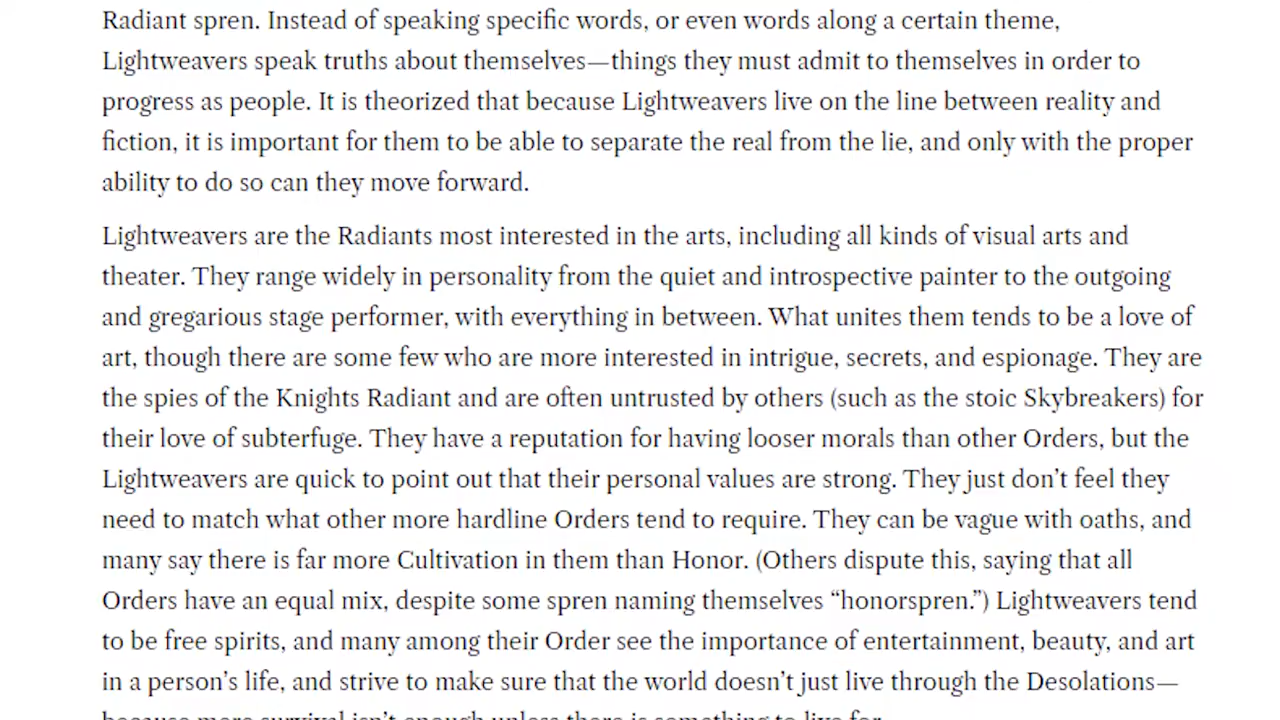 Radiant spren. Instead of speaking specific words, or even words along a certain theme,
Lightweavers speak truths about themselves—things they must admit to themselves in order to
progress as people. It is theorized that because Lightweavers live on the line between reality and
fiction, it is important for them to be able to separate the real from the lie, and only with the proper
ability to do so can they move forward.
Lightweavers are the Radiants most interested in the arts, including all kinds of visual arts and
theater. They range widely in personality from the quiet and introspective painter to the outgoing
and gregarious stage performer, with everything in between. What unites them tends to be a love of
art, though there are some few who are more interested in intrigue, secrets, and espionage. They are
the spies of the Knights Radiant and are often untrusted by others (such as the stoic Skybreakers) for
their love of subterfuge. They have a reputation for having looser morals than other Orders, but the
Lightweavers are quick to point out that their personal values are strong. They just don’t feel they
need to match what other more hardline Orders tend to require. They can be vague with oaths, and
many say there is far more Cultivation in them than Honor. (Others dispute this, saying that all
Orders have an equal mix, despite some spren naming themselves “honorspren.”) Lightweavers tend
to be free spirits, and many among their Order see the importance of entertainment, beauty, and art
in a person’s life, and strive to make sure that the world doesn’t just live through the Desolations—
because more survival isn’t enough unless there is something to live for.